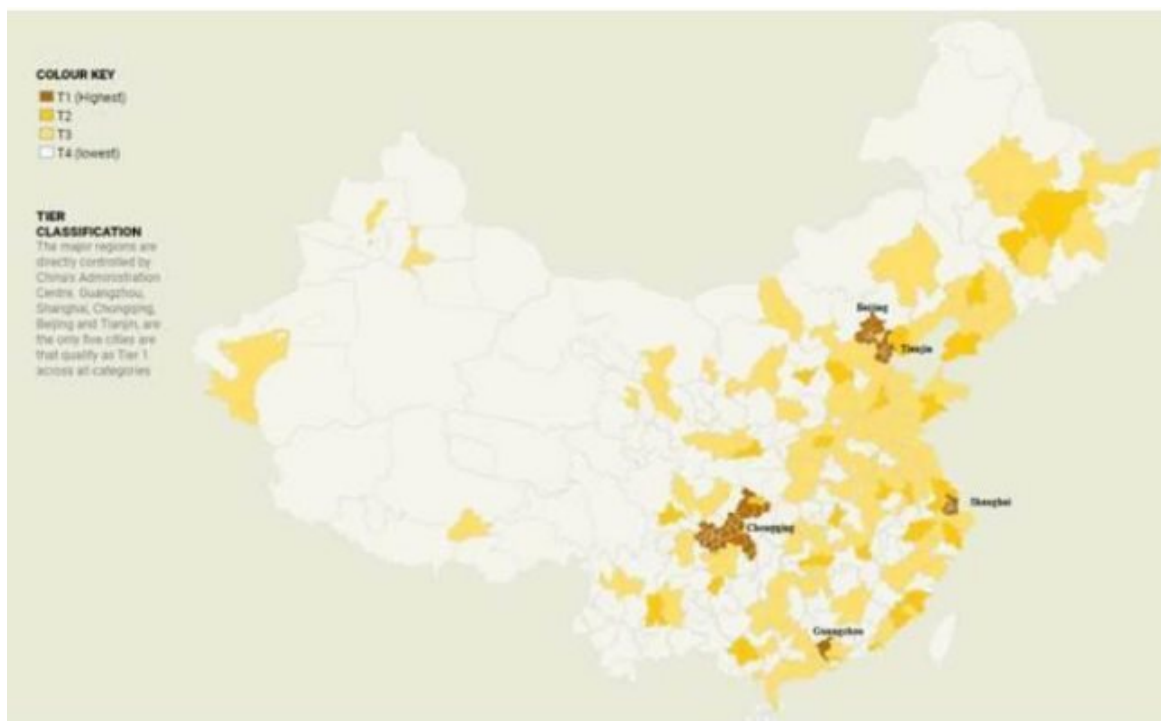 COLOUR KEY
T1 (Highest)
T2
T3
T4 (lowest)
TIER
CLASSIFICATION
The major regions are
directly controlled by
China's Administration
Centre. Guangzhou,
Shanghai, Chongqing,
Beijing and Tianjin, are
the only five cities are
that qualify as Tier 1
across all categories
Beijing
Tianjin
Shanghai
Chongqing
Guangzhou